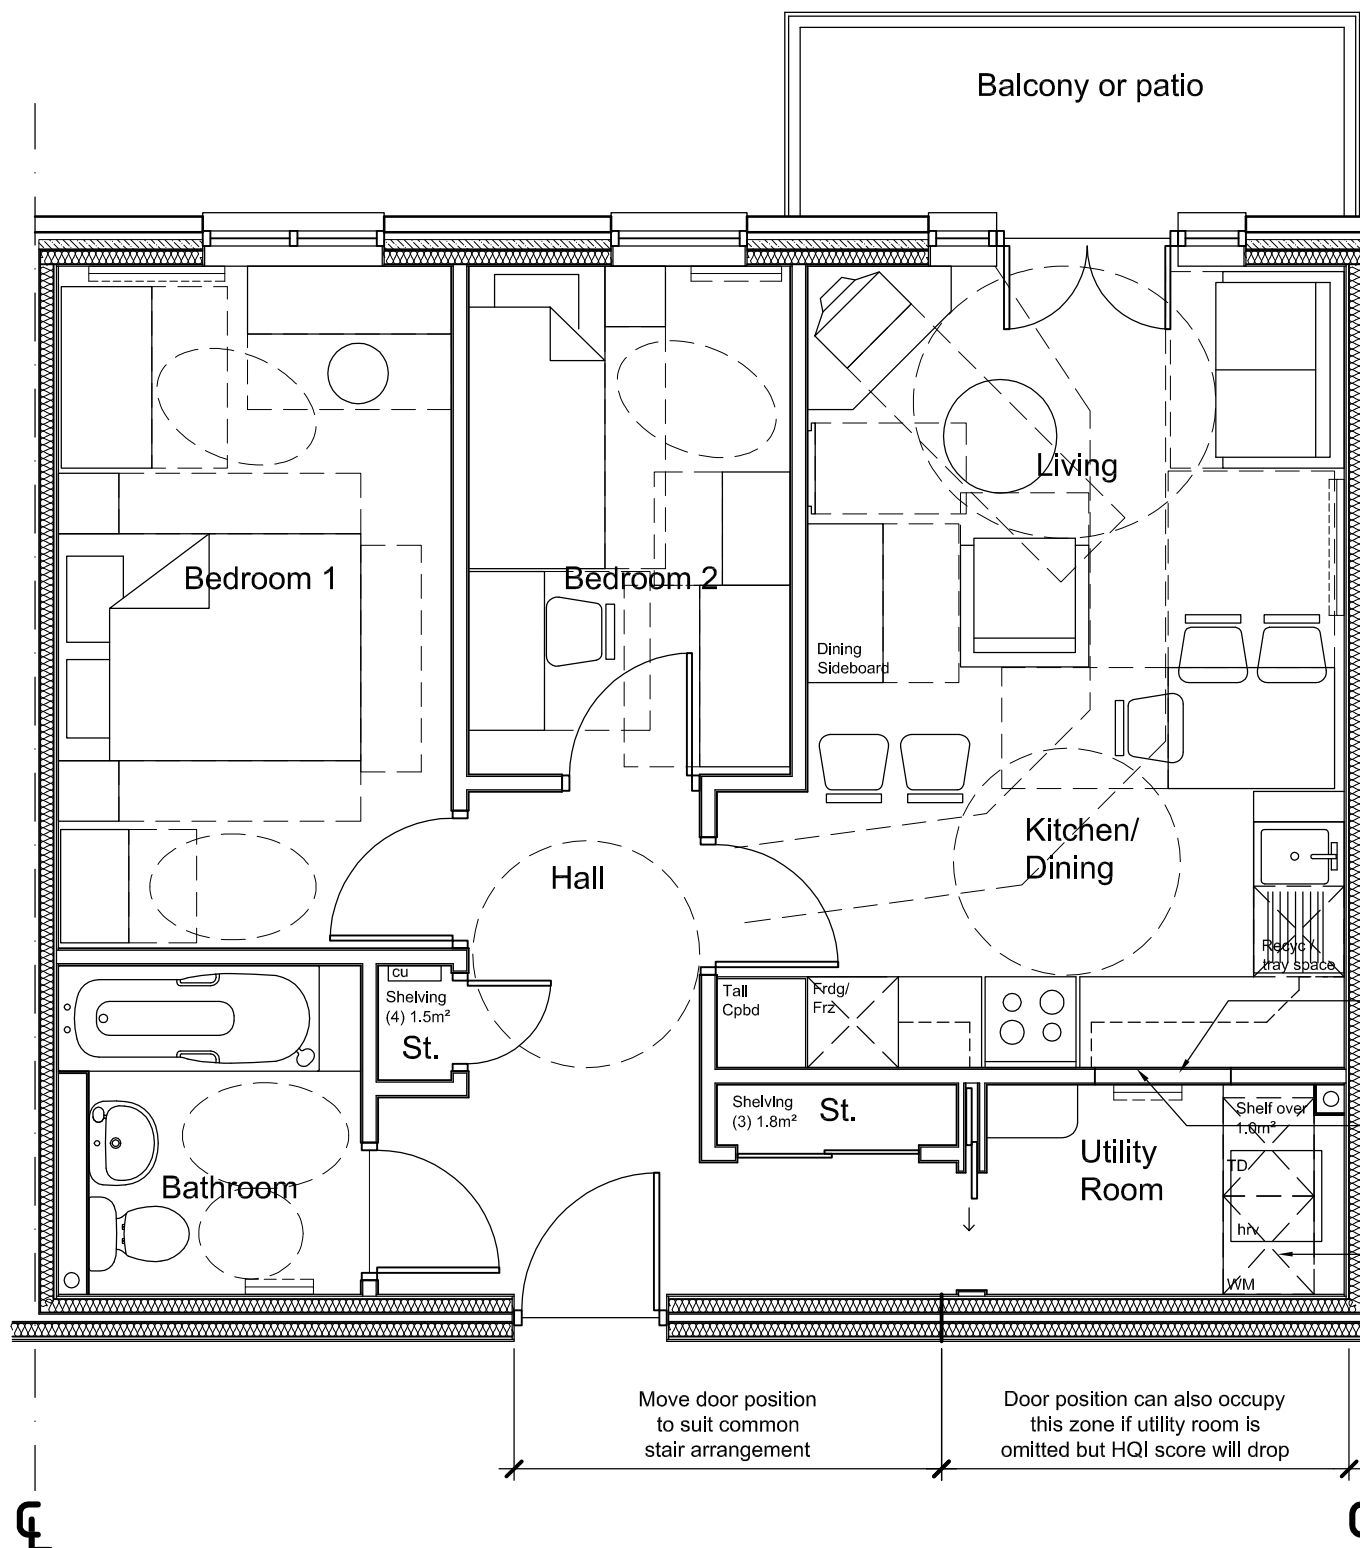 Balcony or patio
Living
Bedroom 1
Bedroom 2
Dining
Sideboard
Kitchen/
Dining
Hall
Recyc /
tray space
cu
Shelving
(4) 1.5m²
St.
Tall
Cpbd
Frdg/
Frz
Shelving
(3) 1.8m²
St.
Shelf over
1.0m²
Utility
Room
TD
hrv
WM
Bathroom
Move door position
to suit common
stair arrangement
Door position can also occupy
this zone if utility room is
omitted but HQI score will drop
℄